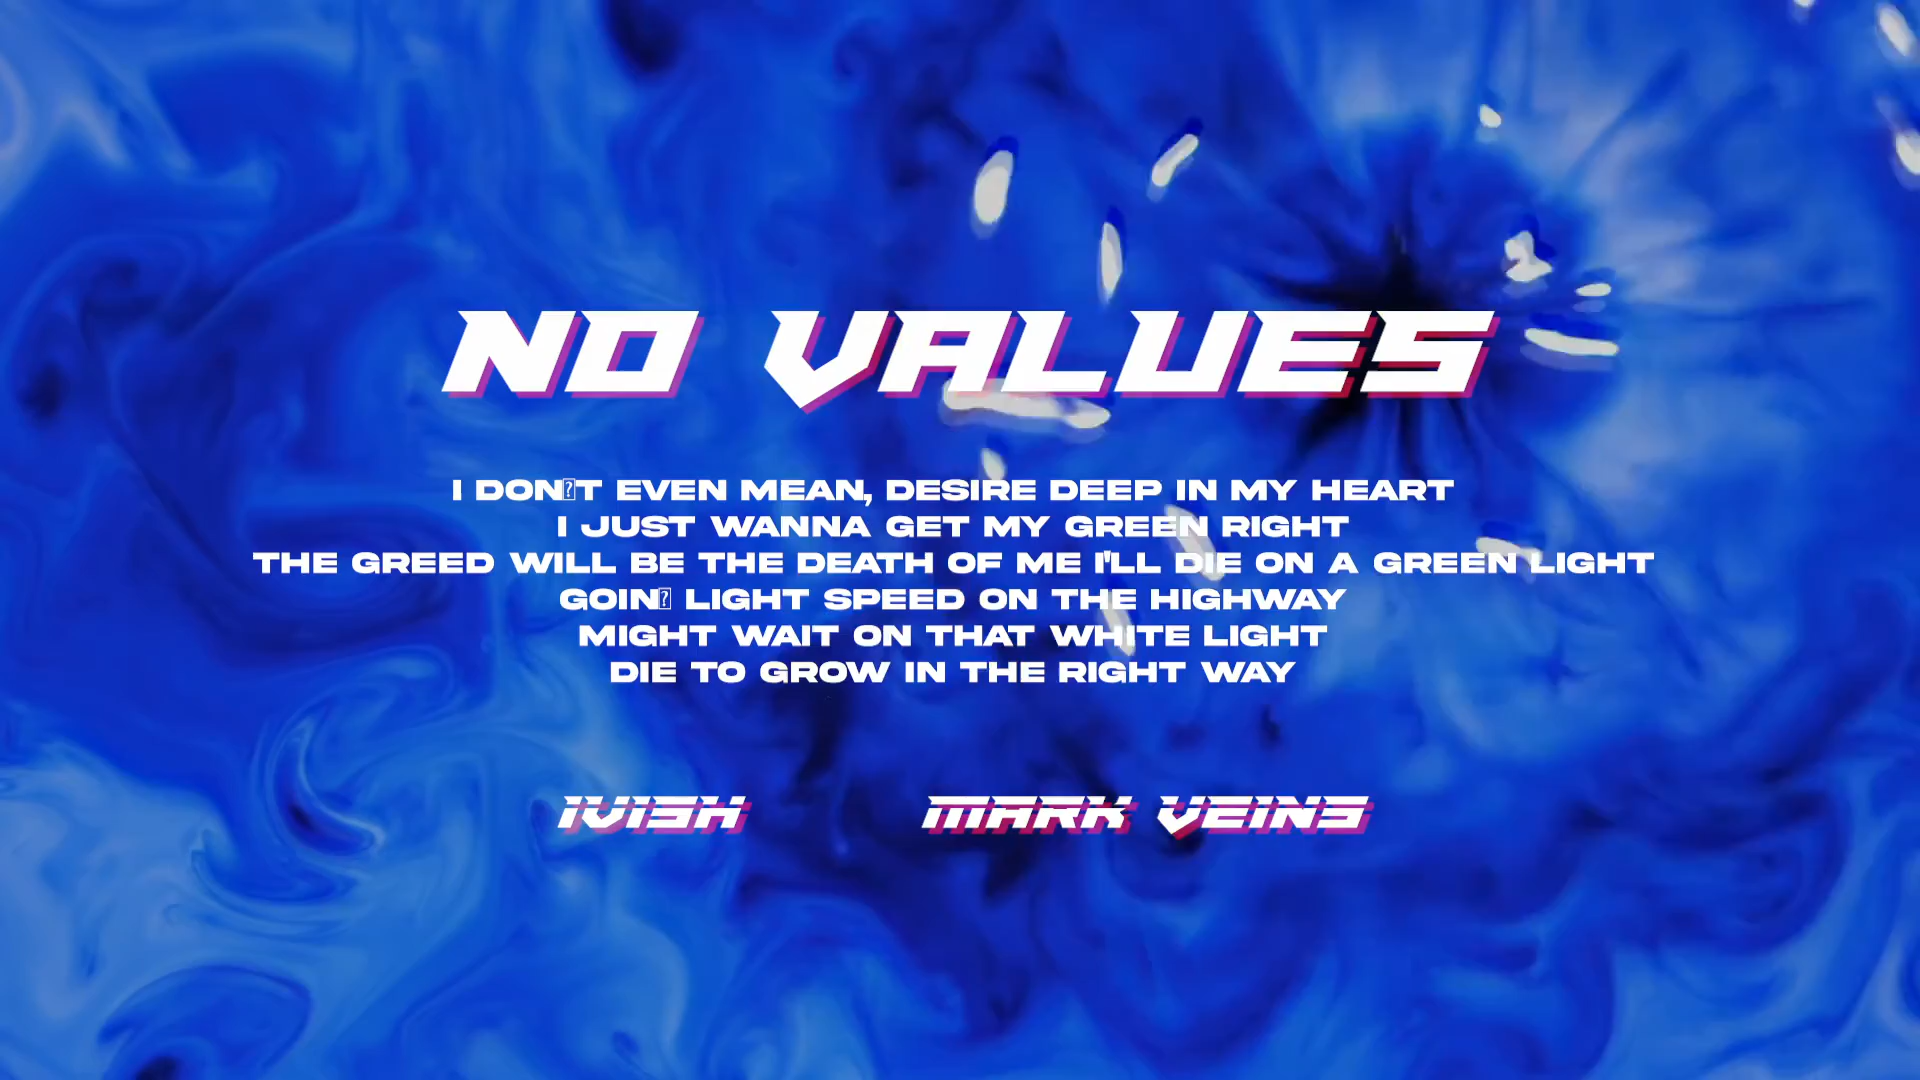 NO VALUES
I DON▯T EVEN MEAN, DESIRE DEEP IN MY HEART
I JUST WANNA GET MY GREEN RIGHT
THE GREED WILL BE THE DEATH OF ME I'LL DIE ON A GREEN LIGHT
GOIN▯ LIGHT SPEED ON THE HIGHWAY
MIGHT WAIT ON THAT WHITE LIGHT
DIE TO GROW IN THE RIGHT WAY
IVISH MARK VEINS